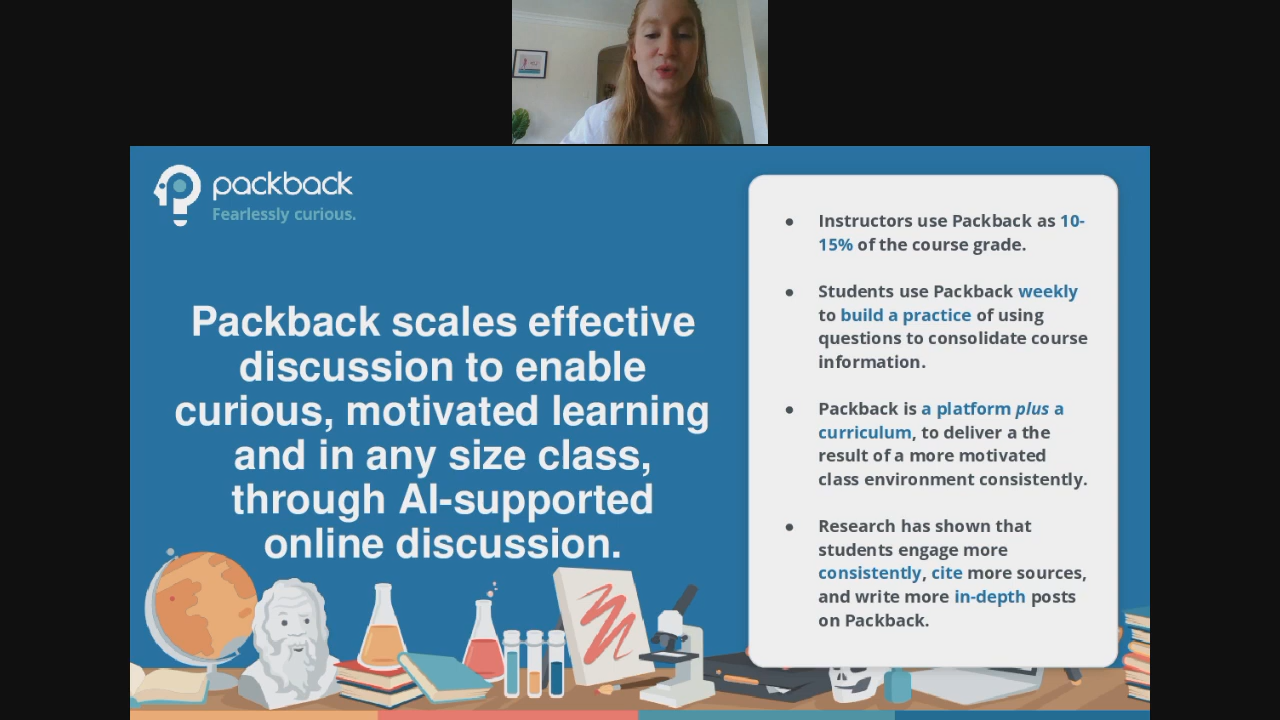 packback
Fearlessly curious.
Packback scales effective
discussion to enable
curious, motivated learning
and in any size class,
through AI-supported
online discussion.
● Instructors use Packback as 10-
15% of the course grade.
● Students use Packback weekly
to build a practice of using
questions to consolidate course
information.
● Packback is a platform plus a
curriculum, to deliver a the
result of a more motivated
class environment consistently.
● Research has shown that
students engage more
consistently, cite more sources,
and write more in-depth posts
on Packback.